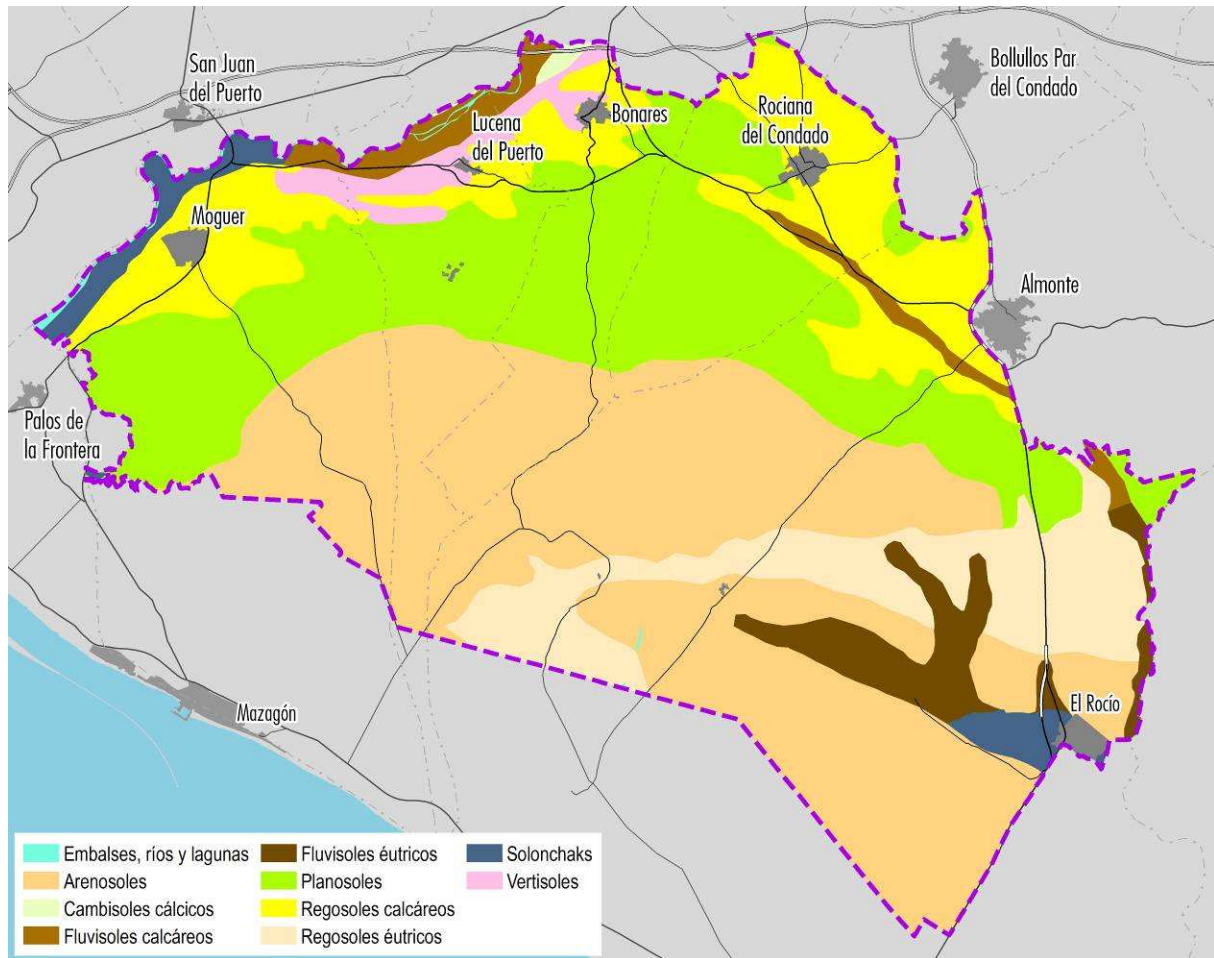 San Juan
del Puerto
Bollullos Par
del Condado
Lucena
del Puerto
Bonares
Rociana
del Condado
Moguer
Almonte
Palos de
la Frontera
Mazagón
El Rocío
Embalses, ríos y lagunas
Arenosoles
Cambisoles cálcicos
Fluvisoles calcáreos
Fluvisoles éutricos
Planosoles
Regosoles calcáreos
Regosoles éutricos
Solonchaks
Vertisoles